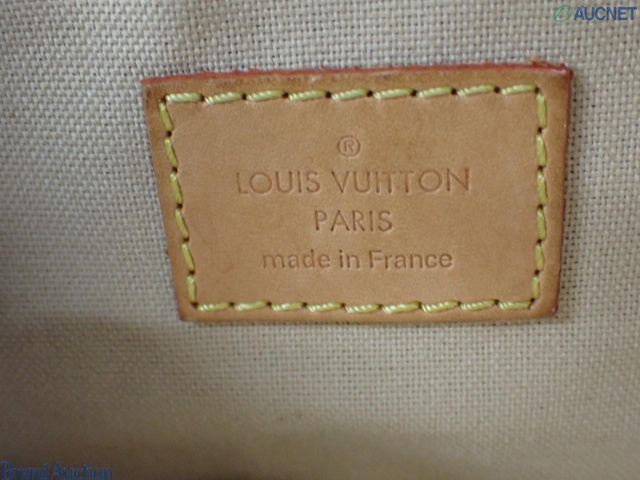 AUCNET
®
LOUIS VUITTON
PARIS
made in France
Brand Auction